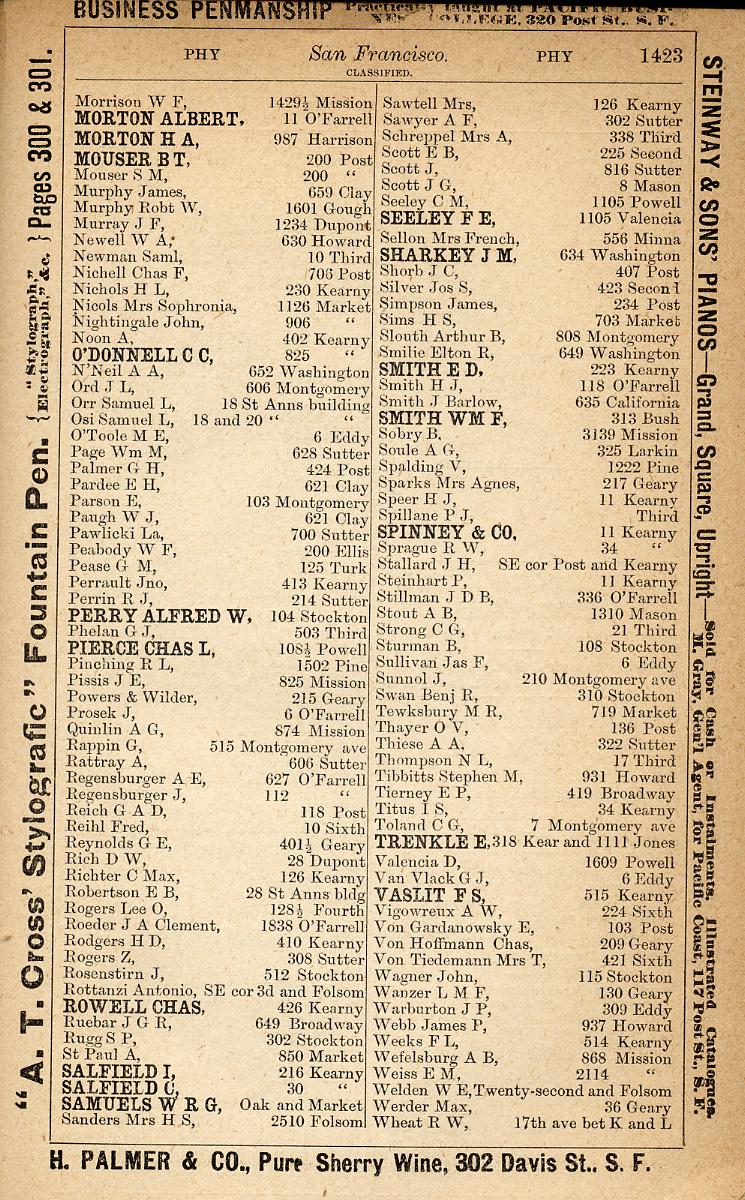 BUSINESS PENMANSHIP Practically taught at PACIFIC BUSI-
NESS COLLEGE, 320 Post St., S. F.
PHY San Francisco. PHY 1423
CLASSIFIED.
Morrison W F, 1429½ Mission
MORTON ALBERT, 11 O'Farrell
MORTON H A, 987 Harrison
MOUSER B T, 200 Post
Mouser S M, 200 "
Murphy James, 659 Clay
Murphy Robt W, 1601 Gough
Murray J F, 1234 Dupont
Newell W A, 630 Howard
Newman Saml, 10 Third
Nichell Chas F, 706 Post
Nichols H L, 230 Kearny
Nicols Mrs Sophronia, 1126 Market
Nightingale John, 906 "
Noon A, 402 Kearny
O'DONNELL C C, 825 "
N'Neil A A, 652 Washington
Ord J L, 606 Montgomery
Orr Samuel L, 18 St Anns building
Osi Samuel L, 18 and 20 " "
O'Toole M E, 6 Eddy
Page Wm M, 628 Sutter
Palmer G H, 424 Post
Pardee E H, 621 Clay
Parson E, 103 Montgomery
Paugh W J, 621 Clay
Pawlicki La, 700 Sutter
Peabody W F, 200 Ellis
Pease G M, 125 Turk
Perrault Jno, 413 Kearny
Perrin R J, 214 Sutter
PERRY ALFRED W, 104 Stockton
Phelan G J, 503 Third
PIERCE CHAS L, 108½ Powell
Pinching R L, 1502 Pine
Pissis J E, 825 Mission
Powers & Wilder, 215 Geary
Prosek J, 6 O'Farrell
Quinlin A G, 874 Mission
Rappin G, 515 Montgomery ave
Rattray A, 606 Sutter
Regensburger A E, 627 O'Farrell
Regensburger J, 112 "
Reich G A D, 118 Post
Reihl Fred, 10 Sixth
Reynolds G E, 401½ Geary
Rich D W, 28 Dupont
Richter C Max, 126 Kearny
Robertson E B, 28 St Anns bldg
Rogers Lee O, 128½ Fourth
Roeder J A Clement, 1838 O'Farrell
Rodgers H D, 410 Kearny
Rogers Z, 308 Sutter
Rosenstirn J, 512 Stockton
Rottanzi Antonio, SE cor 3d and Folsom
ROWELL CHAS, 426 Kearny
Ruebar J G R, 649 Broadway
Rugg S P, 302 Stockton
St Paul A, 850 Market
SALFIELD I, 216 Kearny
SALFIELD C, 30 "
SAMUELS W R G, Oak and Market
Sanders Mrs H S, 2510 Folsom
Sawtell Mrs, 126 Kearny
Sawyer A F, 302 Sutter
Schreppel Mrs A, 338 Third
Scott E B, 225 Second
Scott J, 816 Sutter
Scott J G, 8 Mason
Seeley C M, 1105 Powell
SEELEY F E, 1105 Valencia
Sellon Mrs French, 556 Minna
SHARKEY J M, 634 Washington
Shorb J C, 407 Post
Silver Jos S, 423 Second
Simpson James, 234 Post
Sims H S, 703 Market
Slouth Arthur B, 808 Montgomery
Smilie Elton R, 649 Washington
SMITH E D, 223 Kearny
Smith H J, 118 O'Farrell
Smith J Barlow, 635 California
SMITH WM F, 313 Bush
Sobry B, 3139 Mission
Soule A G, 325 Larkin
Spalding V, 1222 Pine
Sparks Mrs Agnes, 217 Geary
Speer H J, 11 Kearny
Spillane P J, Third
SPINNEY & CO, 11 Kearny
Sprague R W, 34 "
Stallard J H, SE cor Post and Kearny
Steinhart P, 11 Kearny
Stillman J D B, 336 O'Farrell
Stout A B, 1310 Mason
Strong C G, 21 Third
Sturman B, 108 Stockton
Sullivan Jas F, 6 Eddy
Sunnol J, 210 Montgomery ave
Swan Benj R, 310 Stockton
Tewksbury M R, 719 Market
Thayer O V, 136 Post
Thiese A A, 322 Sutter
Thompson N L, 17 Third
Tibbitts Stephen M, 931 Howard
Tierney E P, 419 Broadway
Titus I S, 34 Kearny
Toland C G, 7 Montgomery ave
TRENKLE E, 318 Kear and 1111 Jones
Valencia D, 1609 Powell
Van Vlack G J, 6 Eddy
VASLIT F S, 515 Kearny
Vigowreux A W, 224 Sixth
Von Gardanowsky E, 103 Post
Von Hoffmann Chas, 209 Geary
Von Tiedemann Mrs T, 421 Sixth
Wagner John, 115 Stockton
Wanzer L M F, 130 Geary
Warburton J P, 309 Eddy
Webb James P, 937 Howard
Weeks F L, 514 Kearny
Wefelsburg A B, 868 Mission
Weiss E M, 2114 "
Welden W E, Twenty-second and Folsom
Werder Max, 36 Geary
Wheat R W, 17th ave bet K and L
"A. T. Cross' Stylografic" Fountain Pen. { "Stylograph," Electrograph," &c. } Pages 300 & 301.
STEINWAY & SONS' PIANOS—Grand, Square, Upright—Sold for Cash or Instalments. Illustrated Catalogues.
M. Gray, Gen'l Agent, for Pacific Coast, 117 Post St., S. F.
H. PALMER & CO., Pure Sherry Wine, 302 Davis St., S. F.